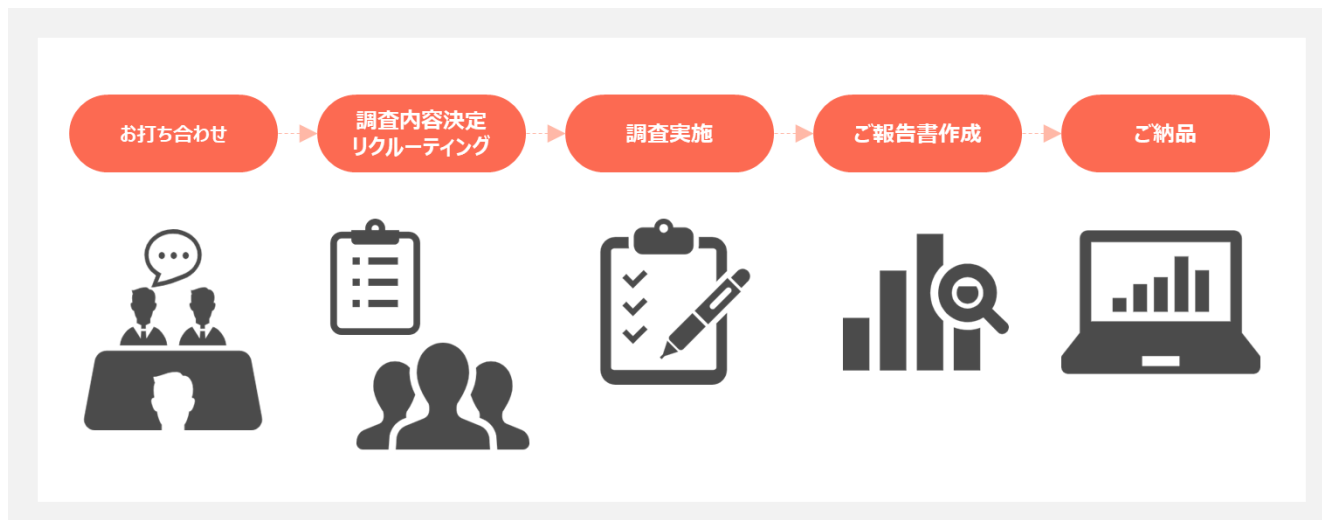 お打ち合わせ
調査内容決定
リクルーティング
調査実施
ご報告書作成
ご納品